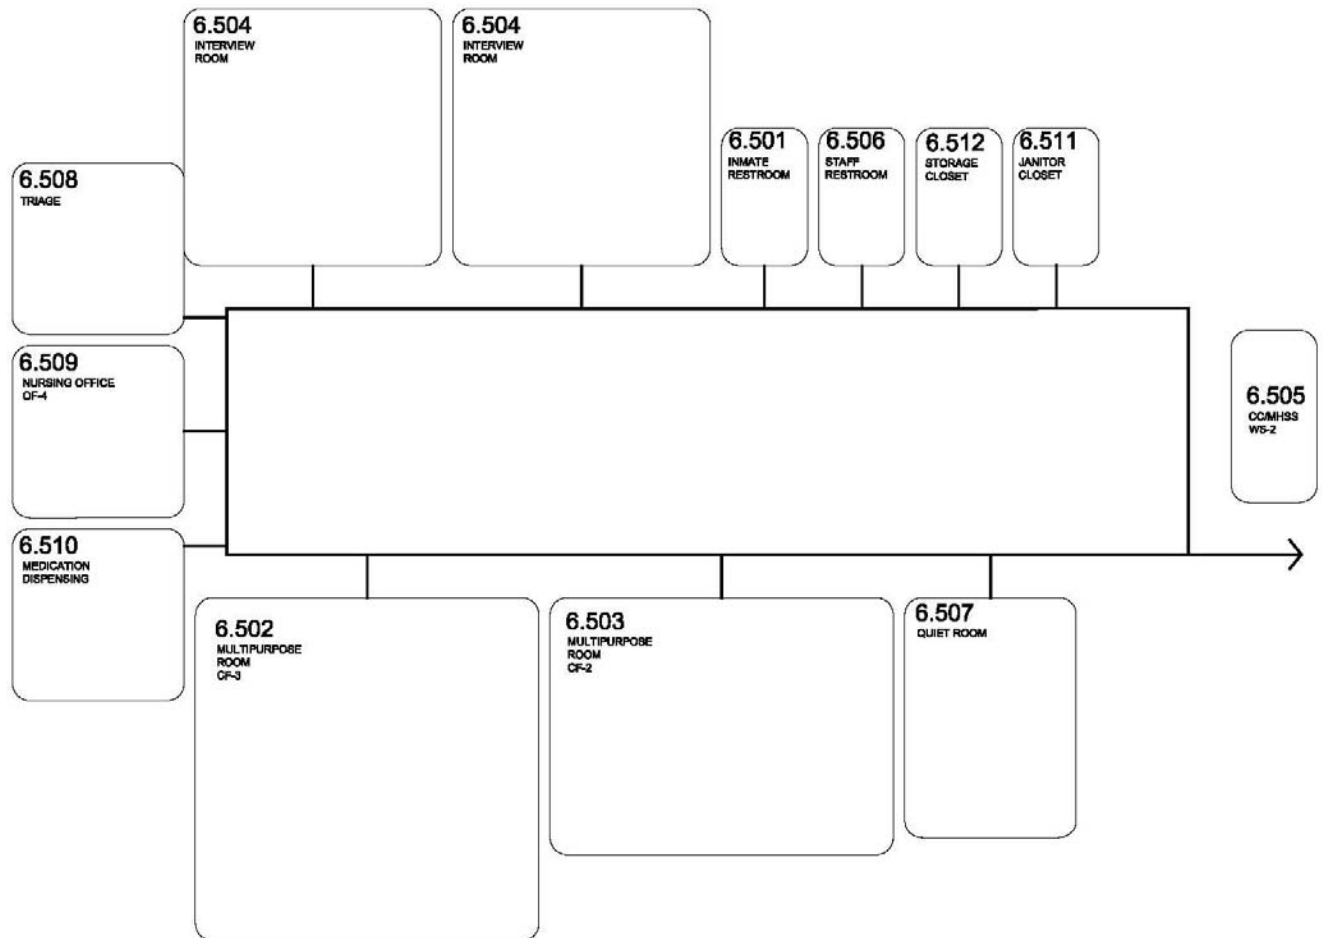 6.504
INTERVIEW
ROOM
6.504
INTERVIEW
ROOM
6.501
INMATE
RESTROOM
6.506
STAFF
RESTROOM
6.512
STORAGE
CLOSET
6.511
JANITOR
CLOSET
6.508
TRIAGE
6.509
NURSING OFFICE
OF-4
6.505
CC/MHSS
WS-2
6.510
MEDICATION
DISPENSING
6.502
MULTIPURPOSE
ROOM
CF-3
6.503
MULTIPURPOSE
ROOM
CF-2
6.507
QUIET ROOM